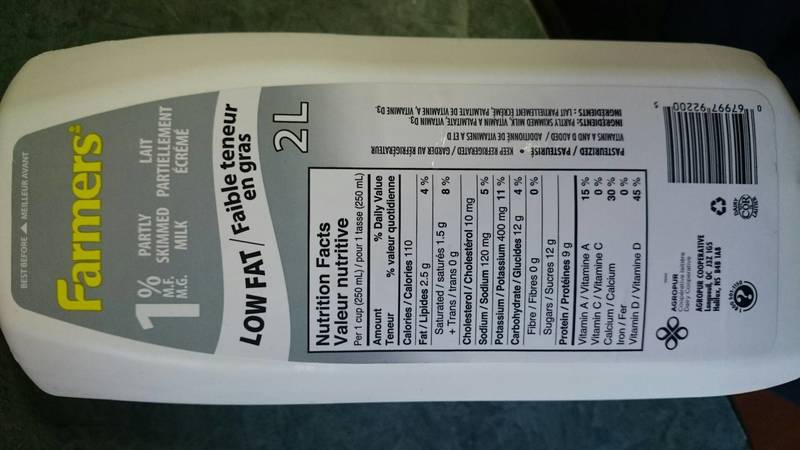 BEST BEFORE ▲ MEILLEUR AVANT
Farmers
1% M.F. M.G.
PARTLY SKIMMED MILK
LAIT PARTIELLEMENT ÉCRÉMÉ
LOW FAT / Faible teneur en gras
2L
Nutrition Facts
Valeur nutritive
Per 1 cup (250 mL) / pour 1 tasse (250 mL)
Amount % Daily Value
Teneur % valeur quotidienne
Calories / Calories 110
Fat / Lipides 2.5 g 4 %
Saturated / saturés 1.5 g 8 %
+ Trans / trans 0 g
Cholesterol / Cholestérol 10 mg
Sodium / Sodium 120 mg 5 %
Potassium / Potassium 400 mg 11 %
Carbohydrate / Glucides 12 g 4 %
Fibre / Fibres 0 g 0 %
Sugars / Sucres 12 g
Protein / Protéines 9 g
Vitamin A / Vitamine A 15 %
Vitamin C / Vitamine C 0 %
Calcium / Calcium 30 %
Iron / Fer 0 %
Vitamin D / Vitamine D 45 %
PASTEURIZED / PASTEURISÉ • KEEP REFRIGERATED / GARDER AU RÉFRIGÉRATEUR
VITAMINS A AND D ADDED / ADDITIONNÉ DE VITAMINES A ET D
INGREDIENTS: PARTLY SKIMMED MILK, VITAMIN A PALMITATE, VITAMIN D3.
INGRÉDIENTS : LAIT PARTIELLEMENT ÉCRÉMÉ, PALMITATE DE VITAMINE A, VITAMINE D3.
0 67997 92200 5
COR
AGROPUR
Coopérative laitière
Dairy Cooperative
AGROPUR COOPERATIVE
Longueuil, QC J3Z 1G5
Halifax, NS B4B 1A8